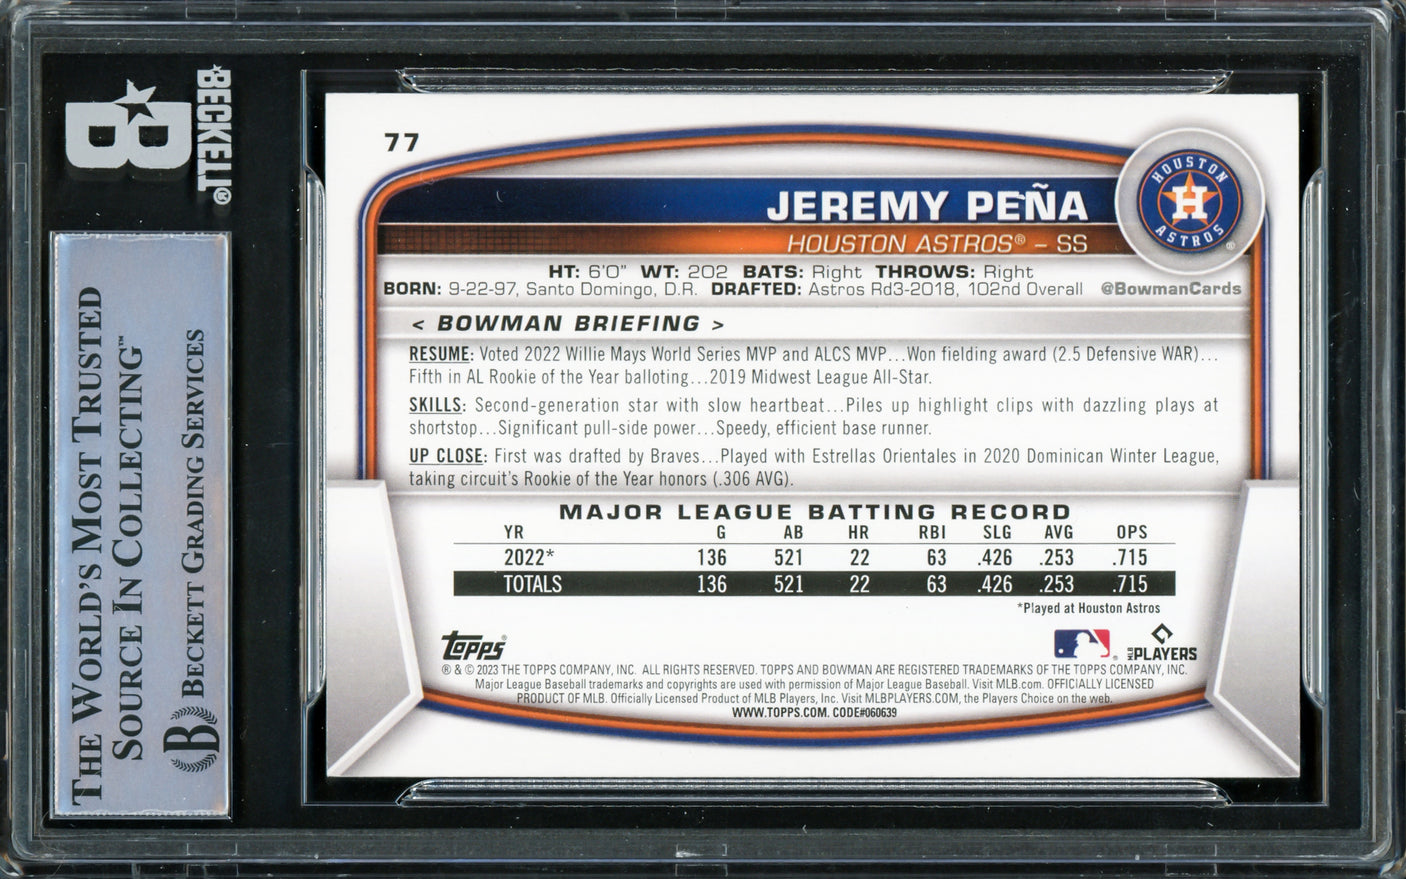 BECKETT®
THE WORLD'S MOST TRUSTED
SOURCE IN COLLECTING™
BECKETT GRADING SERVICES
77
JEREMY PEÑA
HOUSTON ASTROS® – SS
HOUSTON
ASTROS
®
HT: 6'0" WT: 202 BATS: Right THROWS: Right
BORN: 9-22-97, Santo Domingo, D.R. DRAFTED: Astros Rd3-2018, 102nd Overall @BowmanCards
< BOWMAN BRIEFING >
RESUME: Voted 2022 Willie Mays World Series MVP and ALCS MVP...Won fielding award (2.5 Defensive WAR)...
Fifth in AL Rookie of the Year balloting...2019 Midwest League All-Star.
SKILLS: Second-generation star with slow heartbeat...Piles up highlight clips with dazzling plays at
shortstop...Significant pull-side power...Speedy, efficient base runner.
UP CLOSE: First was drafted by Braves...Played with Estrellas Orientales in 2020 Dominican Winter League,
taking circuit's Rookie of the Year honors (.306 AVG).
MAJOR LEAGUE BATTING RECORD
YR G AB HR RBI SLG AVG OPS
2022* 136 521 22 63 .426 .253 .715
TOTALS 136 521 22 63 .426 .253 .715
*Played at Houston Astros
Topps®
MLB PLAYERS
® & © 2023 THE TOPPS COMPANY, INC. ALL RIGHTS RESERVED. TOPPS AND BOWMAN ARE REGISTERED TRADEMARKS OF THE TOPPS COMPANY, INC.
Major League Baseball trademarks and copyrights are used with permission of Major League Baseball. Visit MLB.com. OFFICIALLY LICENSED
PRODUCT OF MLB. Officially Licensed Product of MLB Players, Inc. Visit MLBPLAYERS.COM, the Players Choice on the web.
WWW.TOPPS.COM. CODE#060639